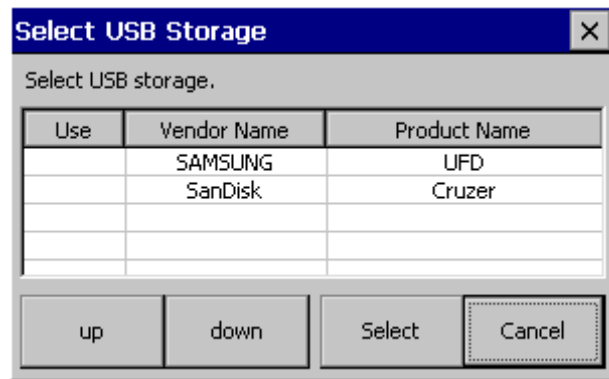 Select USB Storage
Select USB storage.
Use Vendor Name Product Name
SAMSUNG UFD
SanDisk Cruzer
up down Select Cancel